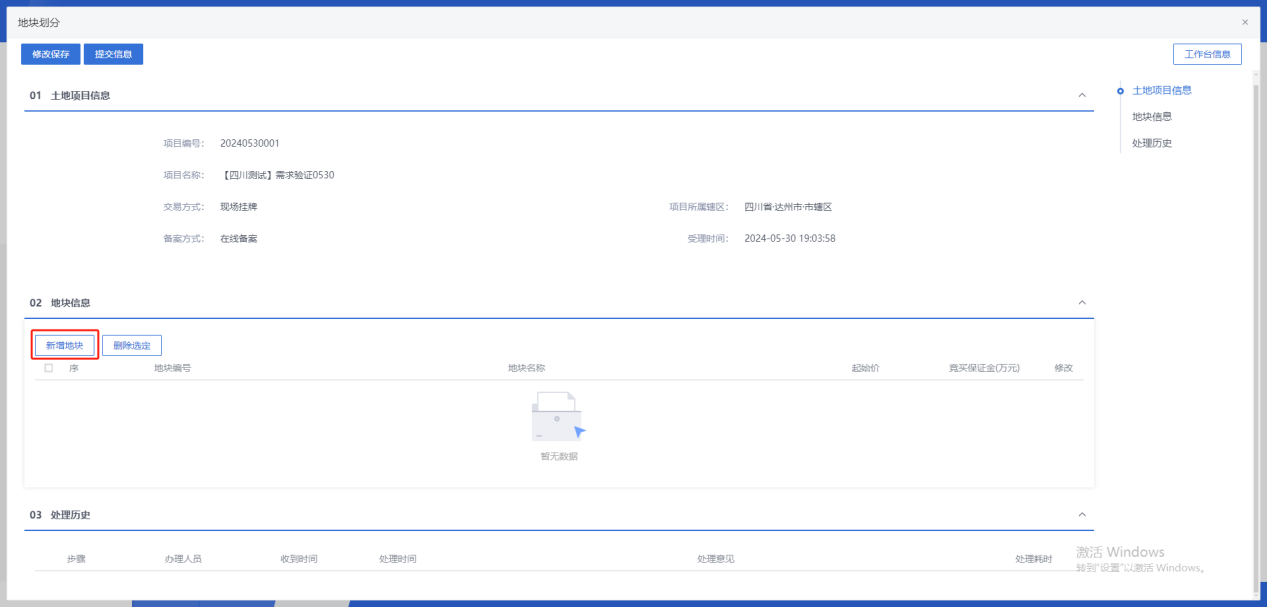 地块划分
×
修改保存 提交信息 工作台信息
01 土地项目信息
土地项目信息
地块信息
处理历史
项目编号: 20240530001
项目名称: 【四川测试】需求验证0530
交易方式: 现场挂牌 项目所属辖区: 四川省·达州市·市辖区
备案方式: 在线备案 受理时间: 2024-05-30 19:03:58
02 地块信息
新增地块 删除选定
序 地块编号 地块名称 起始价 竞买保证金(万元) 修改
暂无数据
03 处理历史
步骤 办理人员 收到时间 处理时间 处理意见 处理耗时
激活 Windows
转到"设置"以激活 Windows。